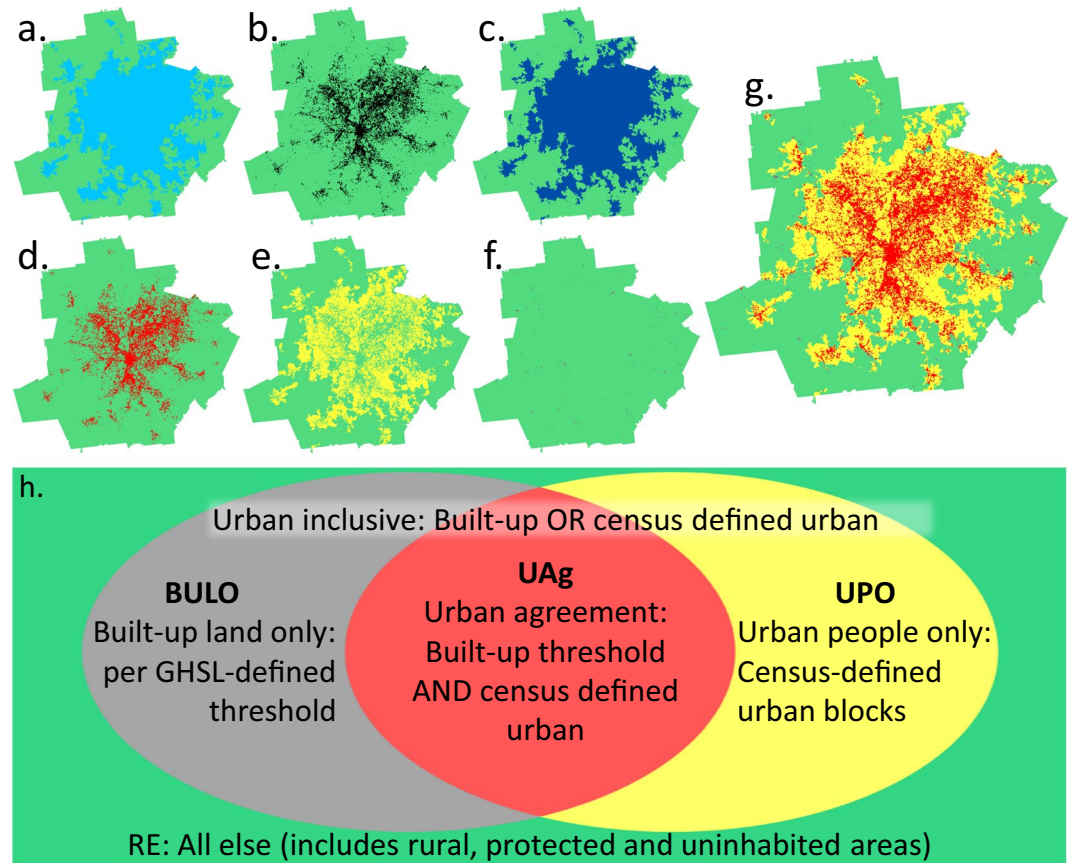 a.
b.
c.
g.
d.
e.
f.
h.
Urban inclusive: Built-up OR census defined urban
BULO
Built-up land only:
per GHSL-defined
threshold
UAg
Urban agreement:
Built-up threshold
AND census defined
urban
UPO
Urban people only:
Census-defined
urban blocks
RE: All else (includes rural, protected and uninhabited areas)